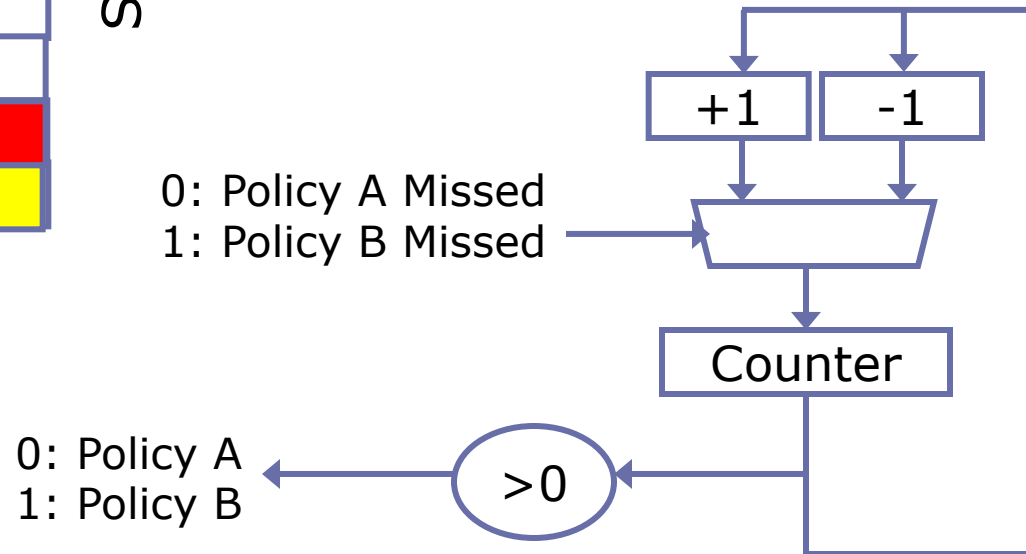 S
+1
-1
0: Policy A Missed
1: Policy B Missed
Counter
0: Policy A
1: Policy B
>0